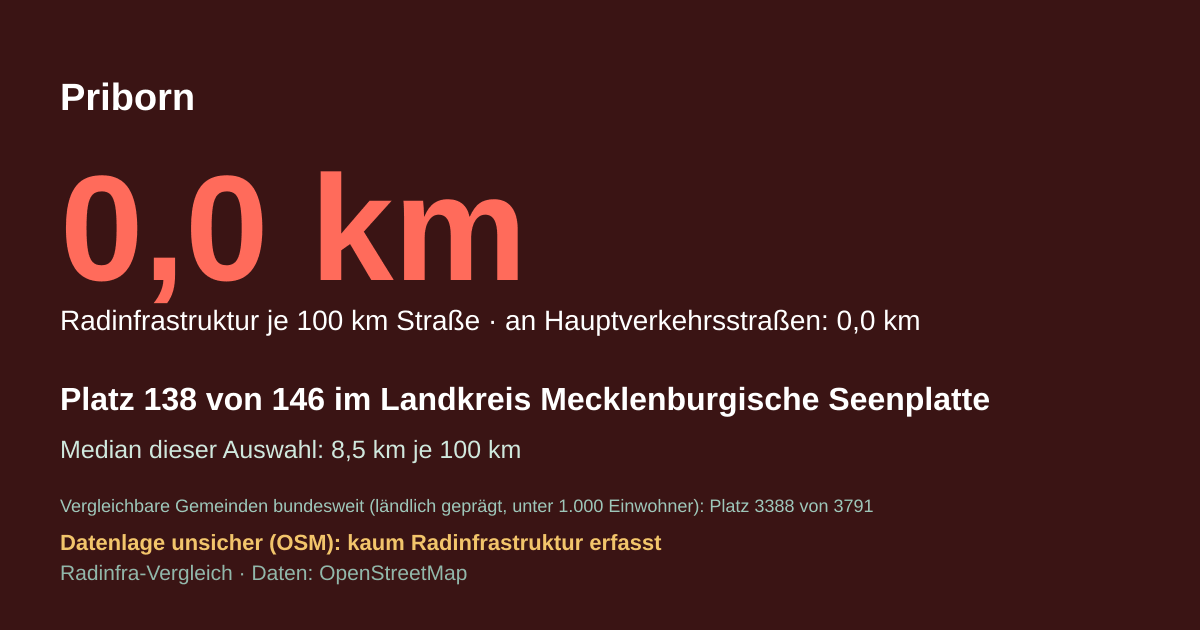 Priborn
0,0 km
Radinfrastruktur je 100 km Straße · an Hauptverkehrsstraßen: 0,0 km
Platz 138 von 146 im Landkreis Mecklenburgische Seenplatte
Median dieser Auswahl: 8,5 km je 100 km
Vergleichbare Gemeinden bundesweit (ländlich geprägt, unter 1.000 Einwohner): Platz 3388 von 3791
Datenlage unsicher (OSM): kaum Radinfrastruktur erfasst
Radinfra-Vergleich · Daten: OpenStreetMap